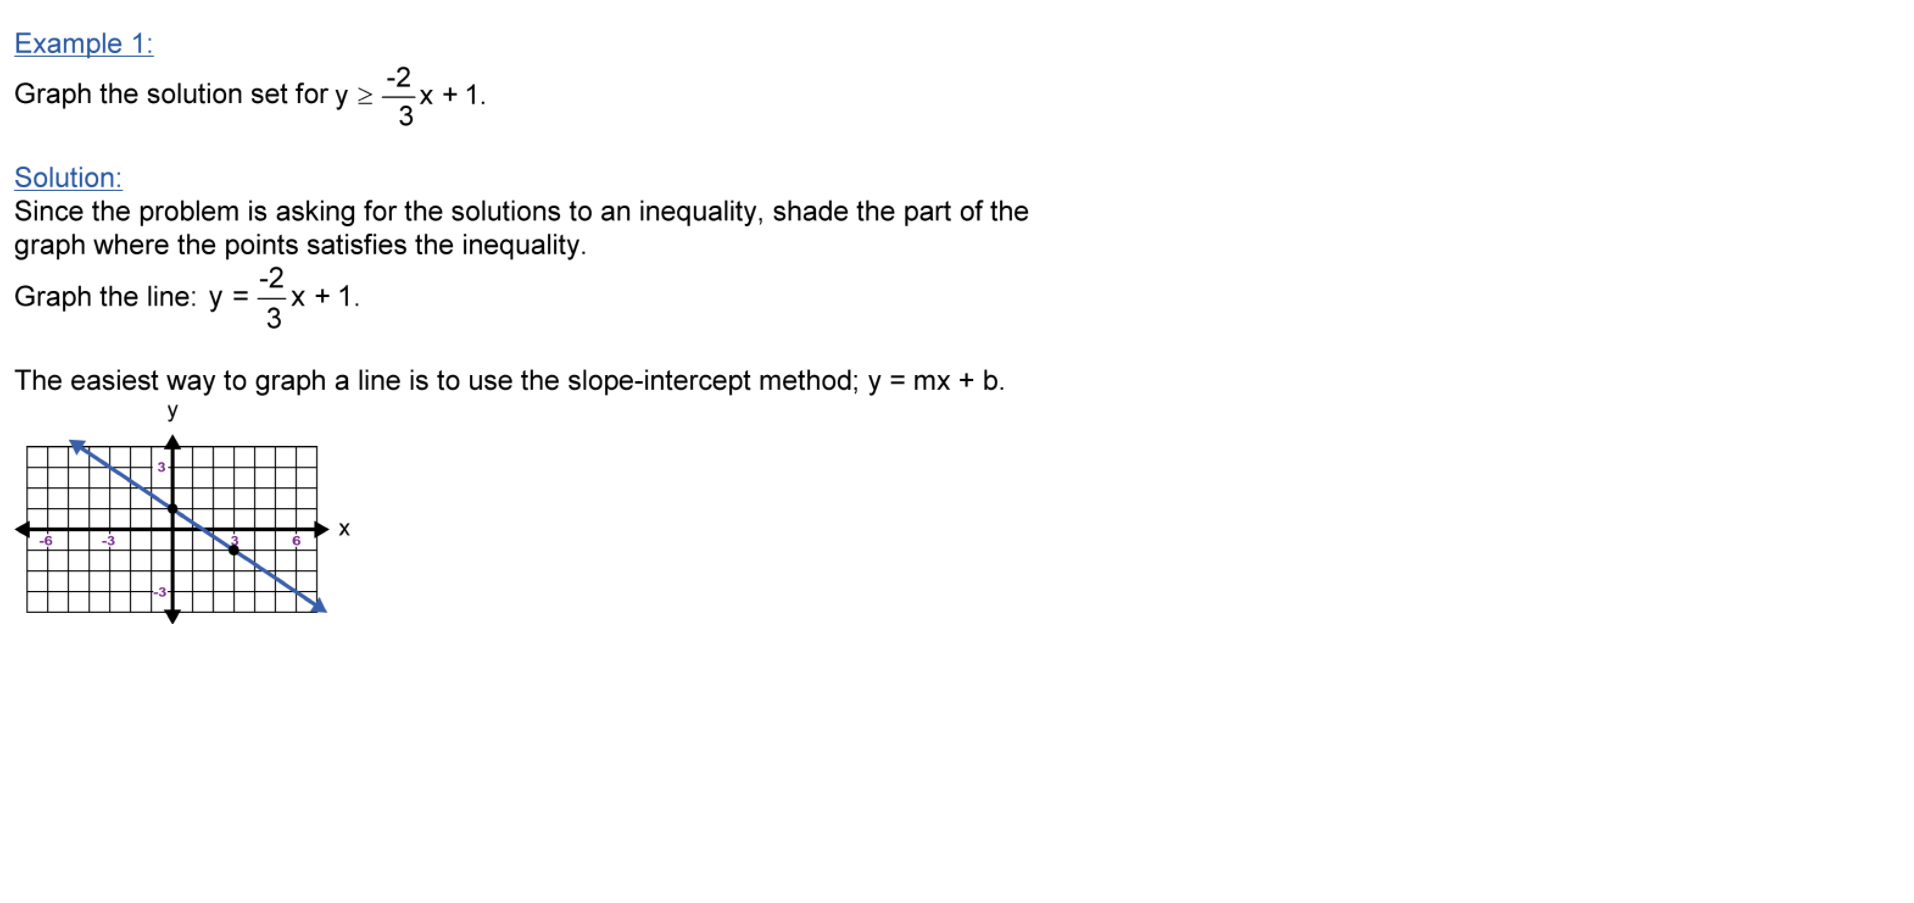 Example 1:
Graph the solution set for y ≥ -2/3 x + 1.
Solution:
Since the problem is asking for the solutions to an inequality, shade the part of the
graph where the points satisfies the inequality.
Graph the line: y = -2/3 x + 1.
The easiest way to graph a line is to use the slope-intercept method; y = mx + b.
y
3
x
-6 -3 3 6
-3